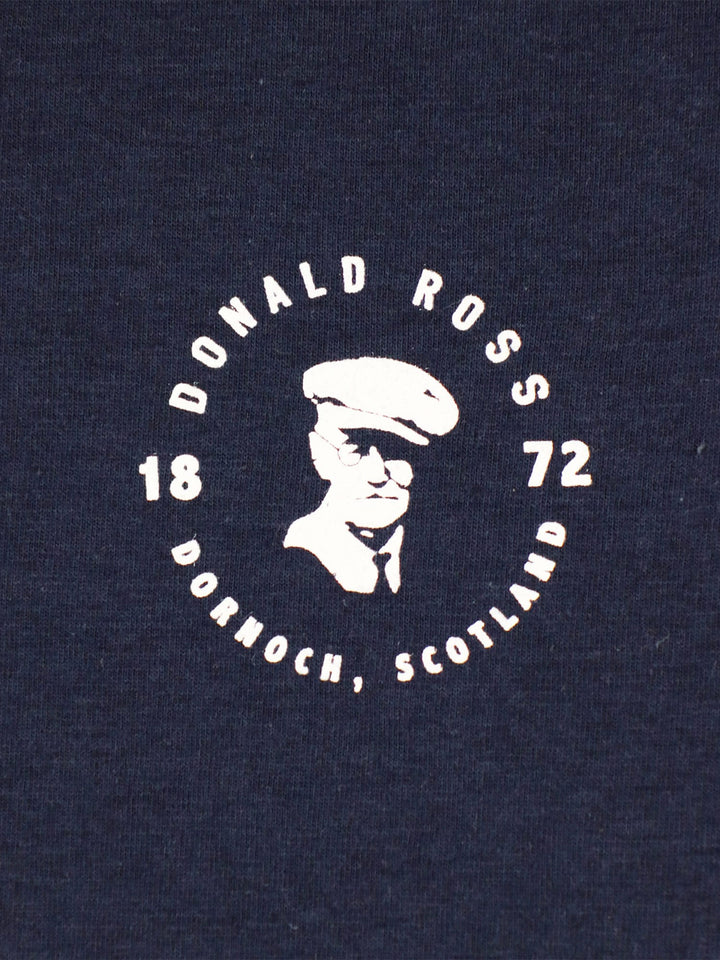 DONALD ROSS
18 72
DORNOCH, SCOTLAND